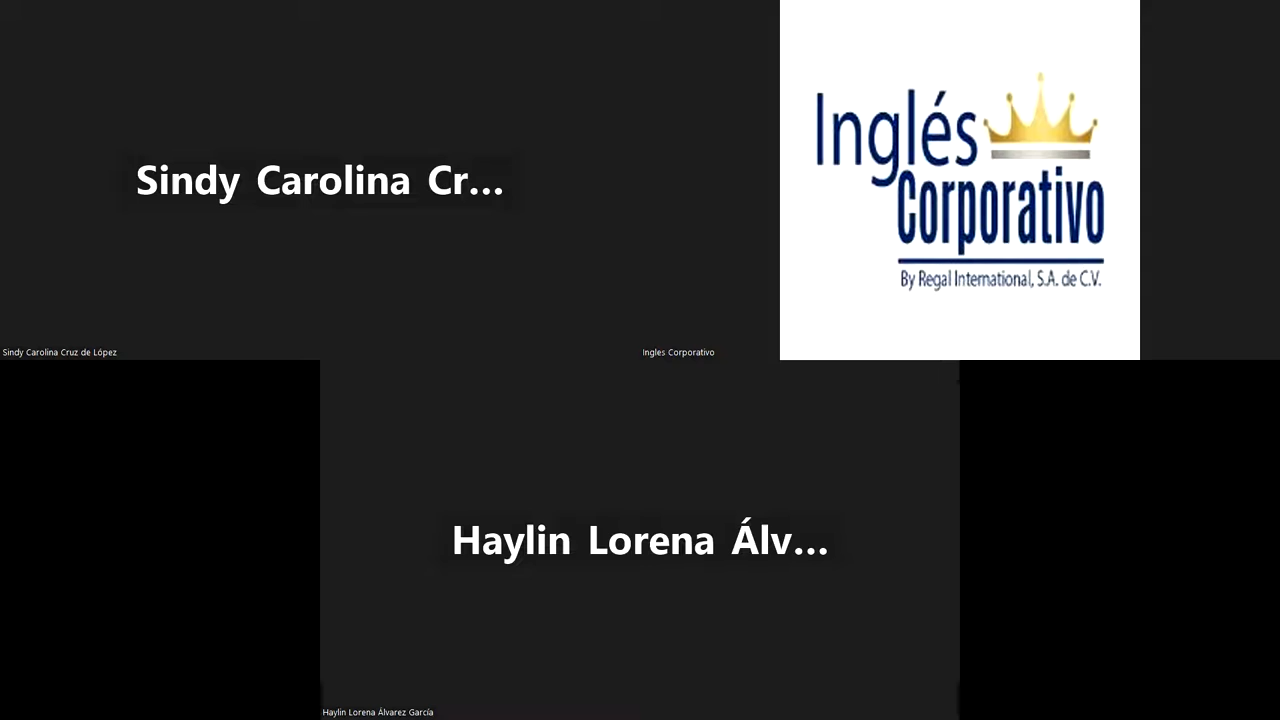 Sindy Carolina Cr...
Sindy Carolina Cruz de López
Inglés
Corporativo
By Regal International, S.A. de C.V.
Ingles Corporativo
Haylin Lorena Álv...
Haylin Lorena Álvarez García